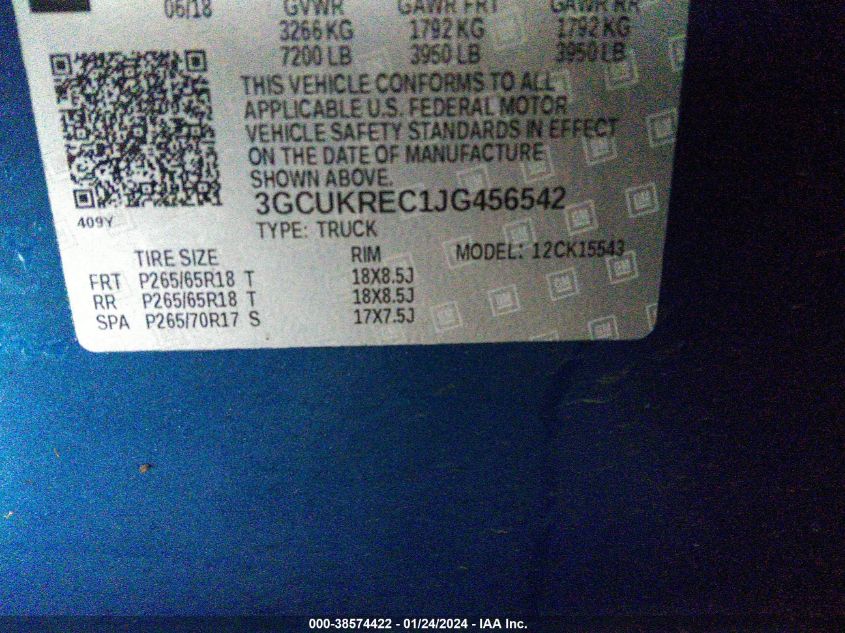 06/18 GVWR GAWR FRT GAWR RR
3266 KG 1792 KG 1792 KG
7200 LB 3950 LB 3950 LB
THIS VEHICLE CONFORMS TO ALL
APPLICABLE U.S. FEDERAL MOTOR
VEHICLE SAFETY STANDARDS IN EFFECT
ON THE DATE OF MANUFACTURE
SHOWN ABOVE.
409Y
3GCUKREC1JG456542
TYPE: TRUCK
TIRE SIZE RIM MODEL: 12CK15543
FRT P265/65R18 T 18X8.5J
RR P265/65R18 T 18X8.5J
SPA P265/70R17 S 17X7.5J
000-38574422 - 01/24/2024 - IAA Inc.